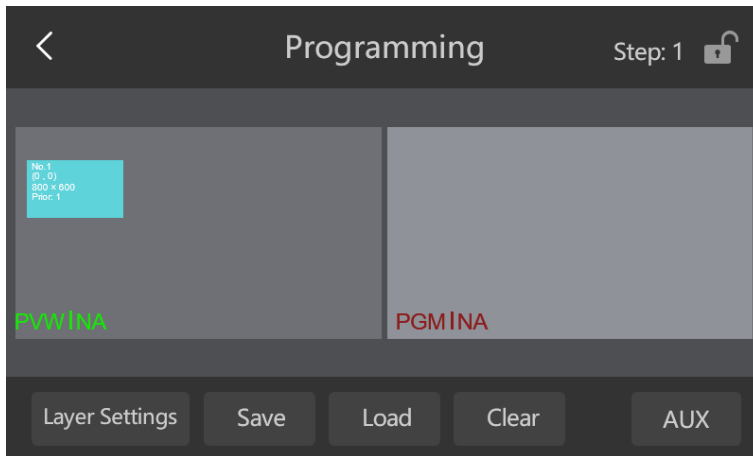 Programming
Step: 1
No.1
(0 , 0)
800 × 600
Prior: 1
PVW|NA
PGM|NA
Layer Settings
Save
Load
Clear
AUX